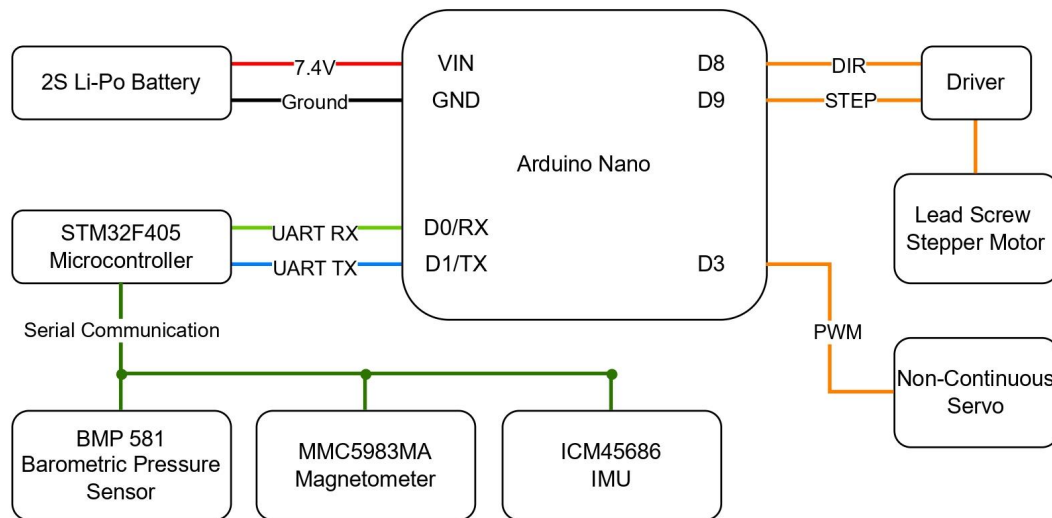 2S Li-Po Battery
7.4V
Ground
VIN
GND
Arduino Nano
D8
D9
DIR
STEP
Driver
Lead Screw
Stepper Motor
STM32F405
Microcontroller
UART RX
UART TX
D0/RX
D1/TX
D3
PWM
Non-Continuous
Servo
Serial Communication
BMP 581
Barometric Pressure
Sensor
MMC5983MA
Magnetometer
ICM45686
IMU